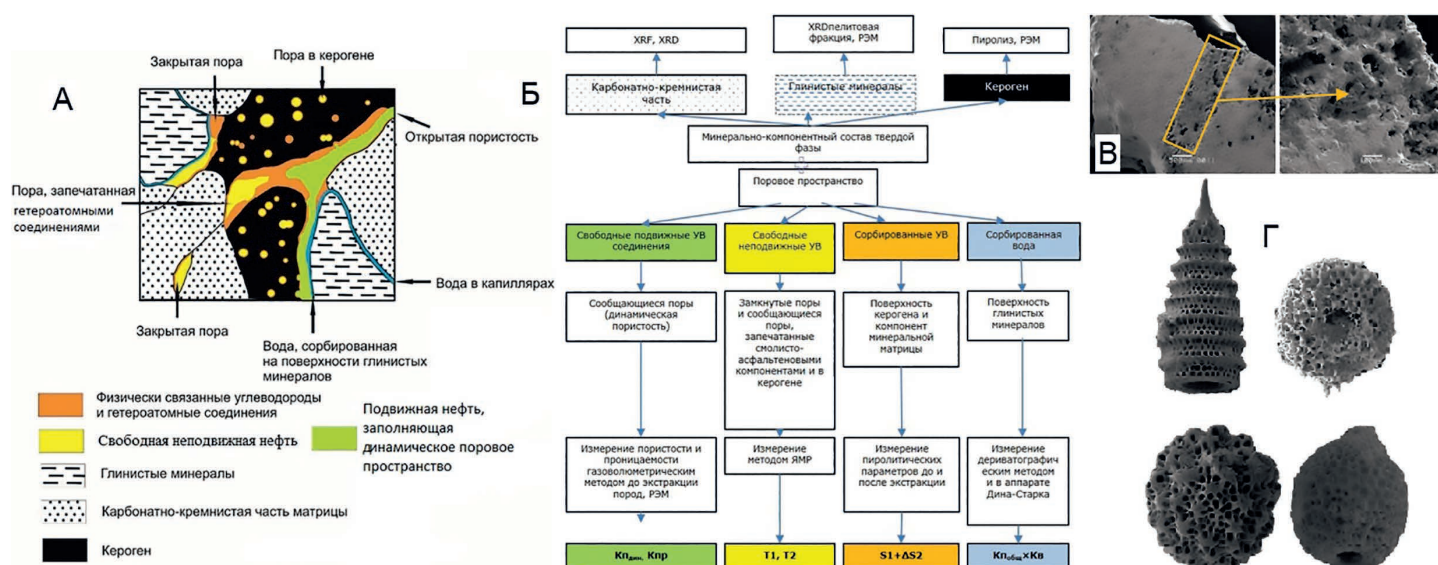 А
Закрытая пора
Пора в керогене
Открытая пористость
Пора, запечатанная
гетероатомными
соединениями
Вода в капиллярах
Закрытая пора
Вода, сорбированная
на поверхности глинистых
минералов
Физически связанные углеводороды
и гетероатомные соединения
Свободная неподвижная нефть
Глинистые минералы
Карбонатно-кремнистая часть матрицы
Кероген
Подвижная нефть,
заполняющая
динамическое поровое
пространство
Б
XRF, XRD
XRDпелитовая
фракция, РЭМ
Пиролиз, РЭМ
Карбонатно-кремнистая
часть
Глинистые минералы
Кероген
Минерально-компонентный состав твердой
фазы
Поровое пространство
Свободные подвижные УВ
соединения
Свободные
неподвижные УВ
Сорбированные УВ
Сорбированная
вода
Сообщающиеся поры
(динамическая
пористость)
Замкнутые поры
и сообщающиеся
поры,
запечатанные
смолисто-
асфальтеновыми
компонентами и в
керогене
Поверхность
керогена и
компонент
минеральной
матрицы
Поверхность
глинистых
минералов
Измерение пористости и
проницаемости
газоволюметрическим
методом до экстракции
пород, РЭМ
Измерение
методом ЯМР
Измерение
пиролитических
параметров до и
после экстракции
Измерение
дериватографич
еским методом
и в аппарате
Дина-Старка
Кпдин, Кпр
T1, T2
S1+ΔS2
Кпобщ×Кв
В
Г